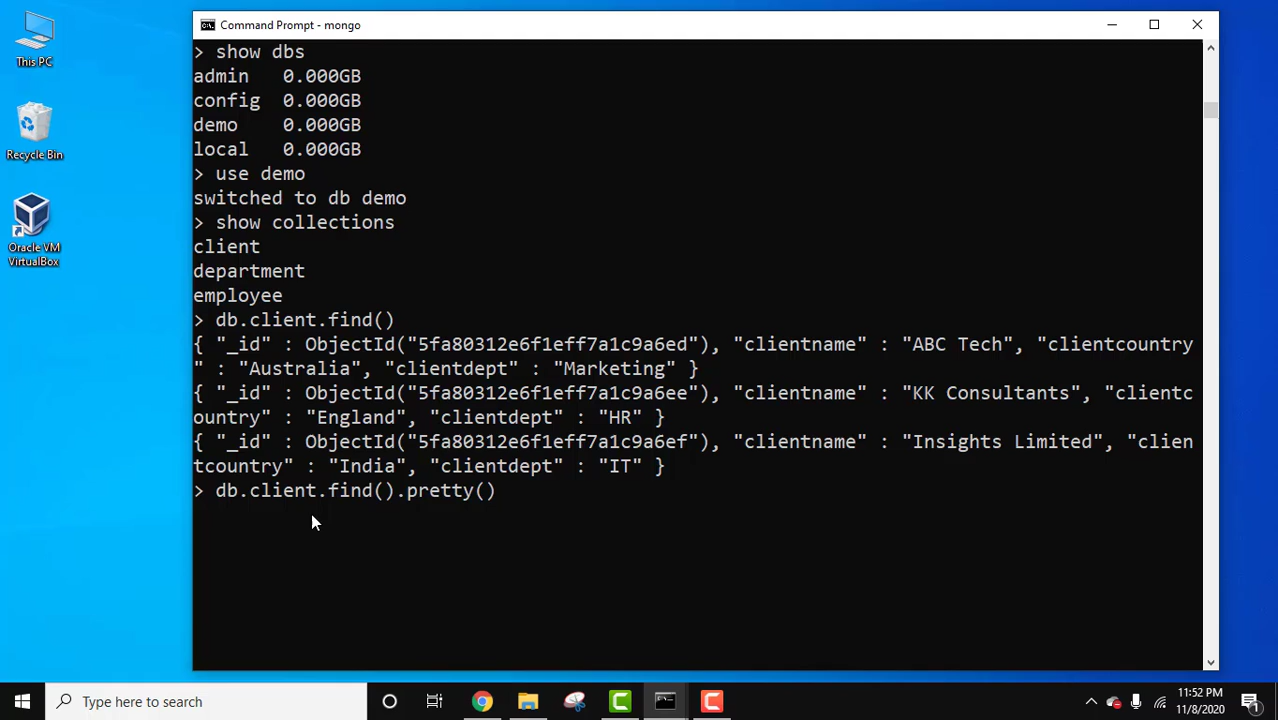 This PC
Recycle Bin
Oracle VM
VirtualBox
Command Prompt - mongo
> show dbs
admin   0.000GB
config  0.000GB
demo    0.000GB
local   0.000GB
> use demo
switched to db demo
> show collections
client
department
employee
> db.client.find()
{ "_id" : ObjectId("5fa80312e6f1eff7a1c9a6ed"), "clientname" : "ABC Tech", "clientcountry
" : "Australia", "clientdept" : "Marketing" }
{ "_id" : ObjectId("5fa80312e6f1eff7a1c9a6ee"), "clientname" : "KK Consultants", "clientc
ountry" : "England", "clientdept" : "HR" }
{ "_id" : ObjectId("5fa80312e6f1eff7a1c9a6ef"), "clientname" : "Insights Limited", "clien
tcountry" : "India", "clientdept" : "IT" }
> db.client.find().pretty()
Type here to search
11:52 PM
11/8/2020
1